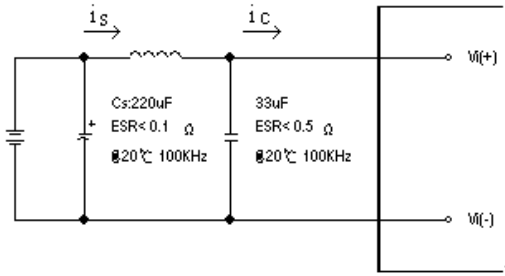 is
ic
Vi(+)
Cs:220uF
ESR< 0.1 Ω
@20℃ 100KHz
33uF
ESR< 0.5 Ω
@20℃ 100KHz
+
Vi(-)